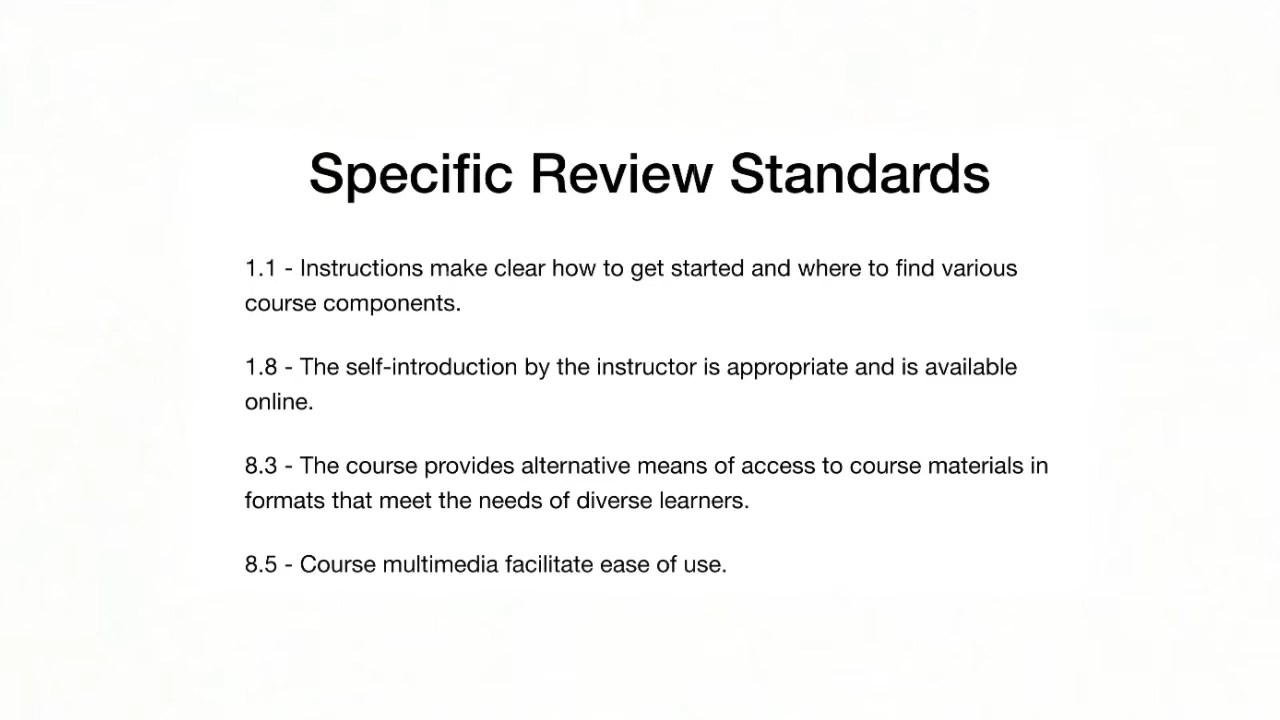 Specific Review Standards
1.1 - Instructions make clear how to get started and where to find various
course components.
1.8 - The self-introduction by the instructor is appropriate and is available
online.
8.3 - The course provides alternative means of access to course materials in
formats that meet the needs of diverse learners.
8.5 - Course multimedia facilitate ease of use.